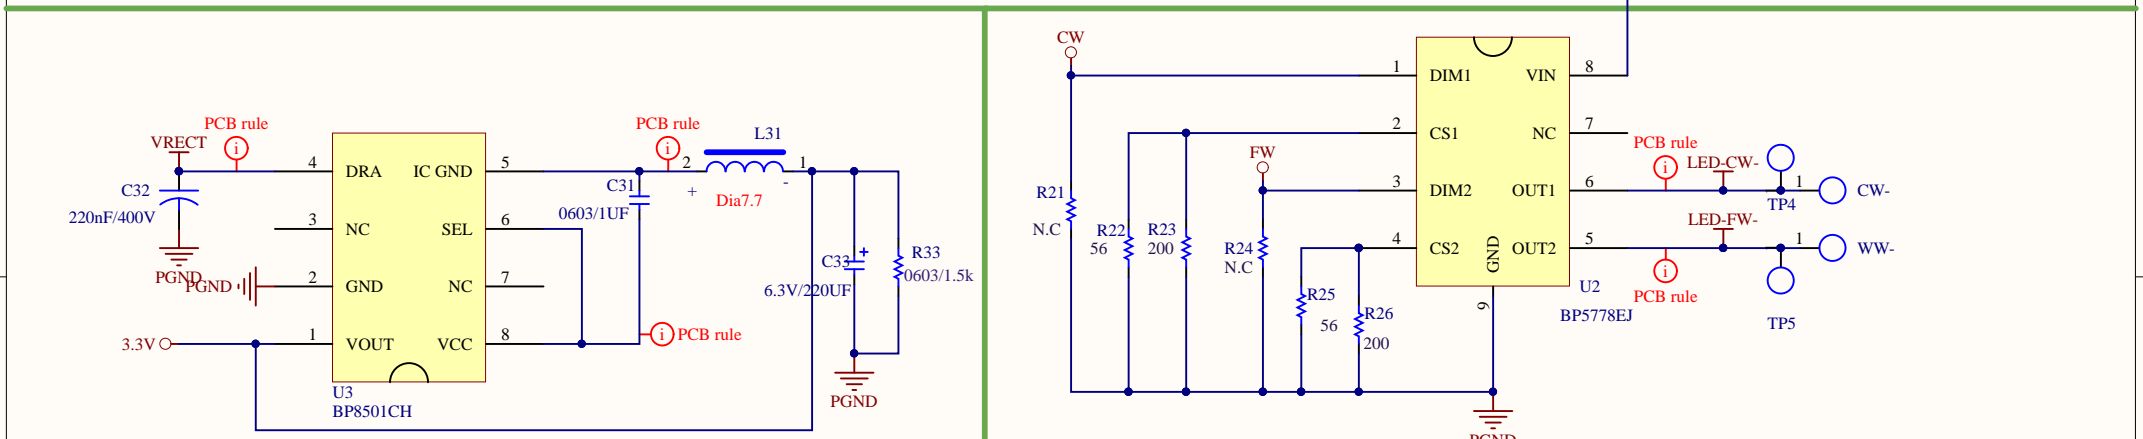 PCB rule
VRECT
C32
220nF/400V
PGND
PGND
3.3V
4
3
2
1
DRA
NC
GND
VOUT
IC GND
SEL
NC
VCC
5
6
7
8
U3
BP8501CH
PCB rule
C31
0603/1UF
PCB rule
L31
2
1
+
-
Dia7.7
C33
+
6.3V/220UF
R33
0603/1.5k
PGND
CW
R21
N.C
R22
56
R23
200
FW
R24
N.C
R25
56
R26
200
1
2
3
4
DIM1
CS1
DIM2
CS2
GND
9
VIN
NC
OUT1
OUT2
8
7
6
5
U2
BP5778EJ
PGND
PCB rule
LED-CW-
TP4
1
CW-
LED-FW-
PCB rule
1
WW-
TP5